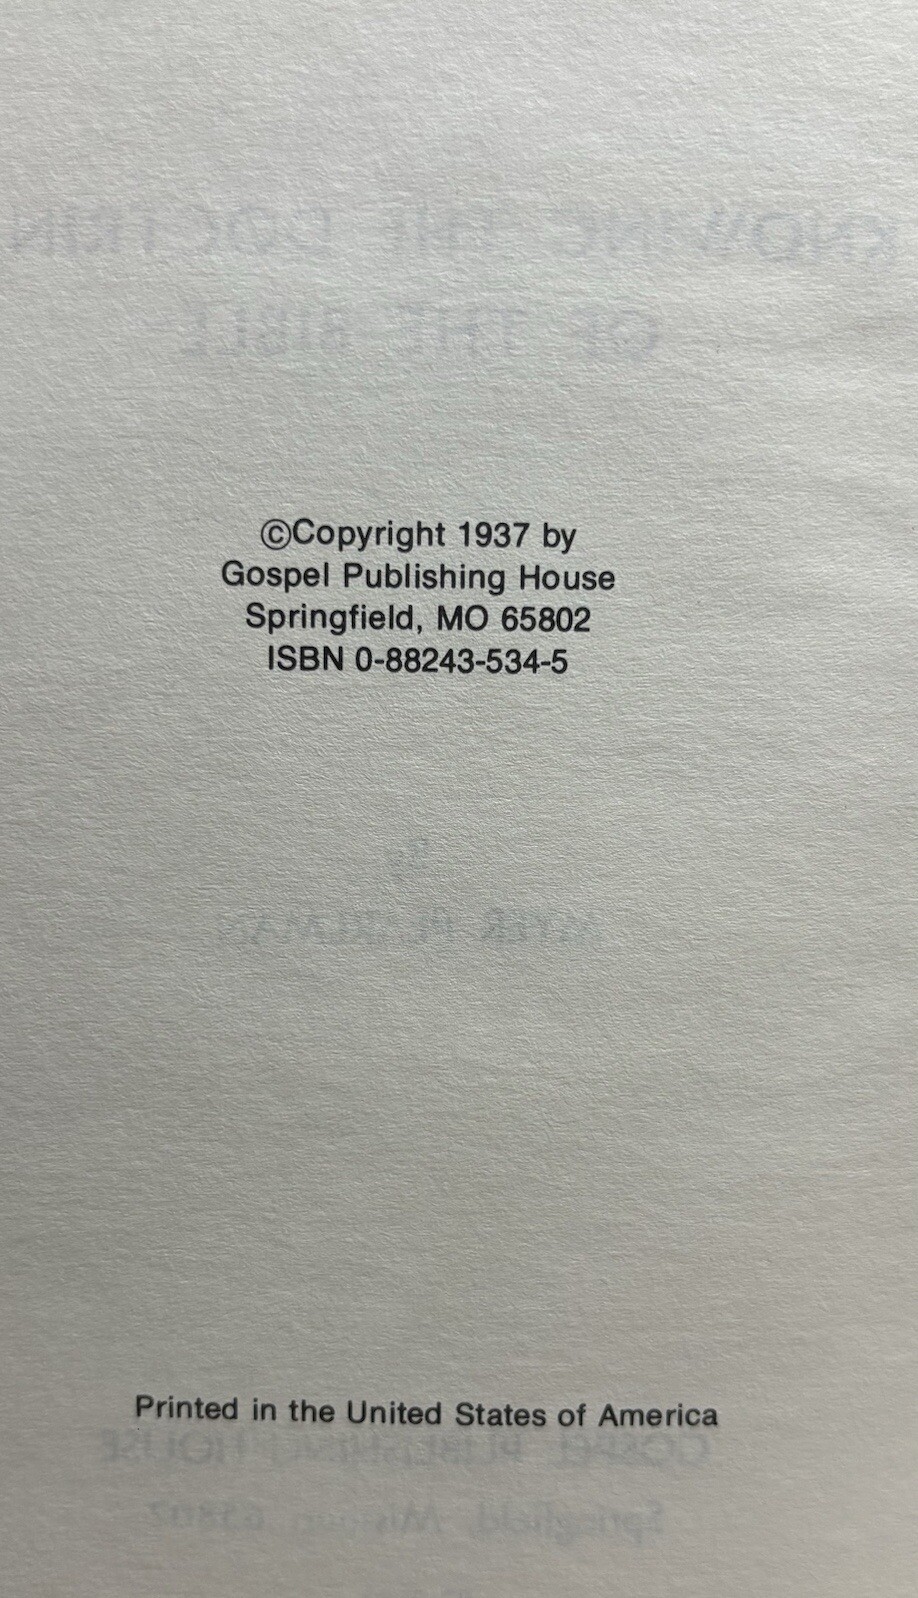 ©Copyright 1937 by
Gospel Publishing House
Springfield, MO 65802
ISBN 0-88243-534-5
Printed in the United States of America